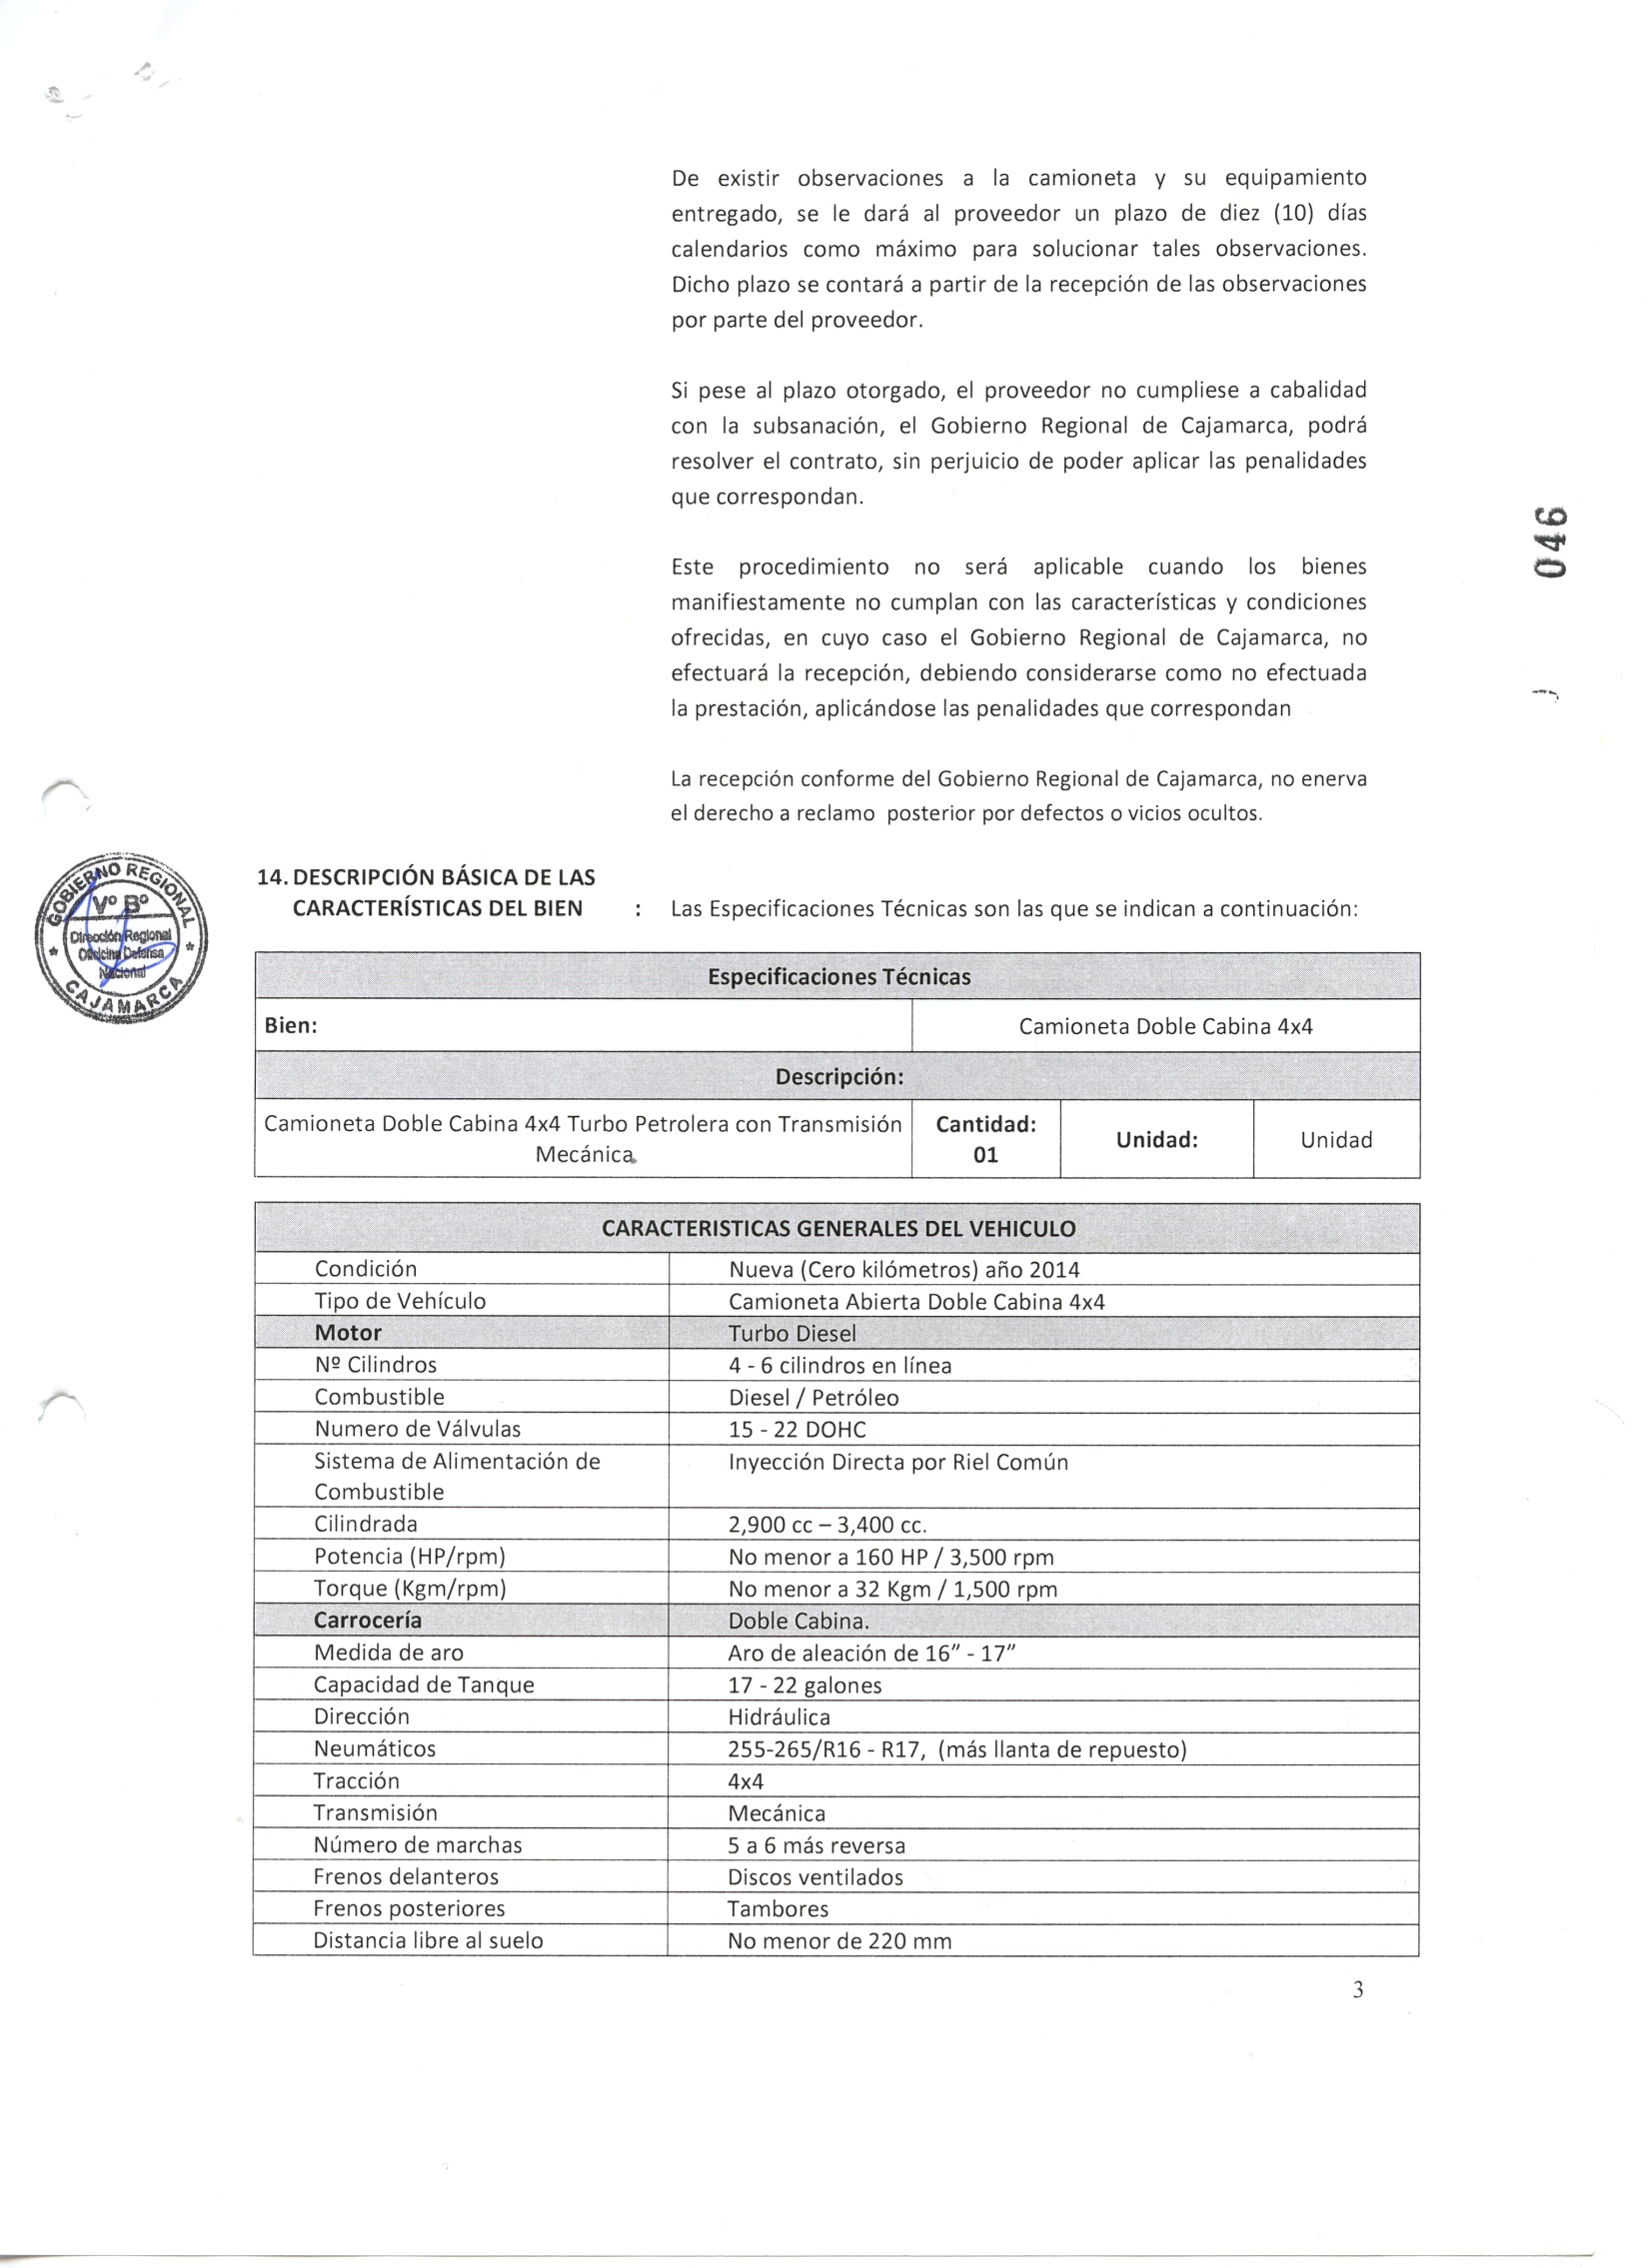 De existir observaciones a la camioneta y su equipamiento
entregado, se le dará al proveedor un plazo de diez (10) días
calendarios como máximo para solucionar tales observaciones.
Dicho plazo se contará a partir de la recepción de las observaciones
por parte del proveedor.
Si pese al plazo otorgado, el proveedor no cumpliese a cabalidad
con la subsanación, el Gobierno Regional de Cajamarca, podrá
resolver el contrato, sin perjuicio de poder aplicar las penalidades
que correspondan.
046
Este procedimiento no será aplicable cuando los bienes
manifiestamente no cumplan con las características y condiciones
ofrecidas, en cuyo caso el Gobierno Regional de Cajamarca, no
efectuará la recepción, debiendo considerarse como no efectuada
la prestación, aplicándose las penalidades que correspondan
La recepción conforme del Gobierno Regional de Cajamarca, no enerva
el derecho a reclamo posterior por defectos o vicios ocultos.
GOBIERNO REGIONAL
Vº Bº
Dirección Regional
Oficina Defensa
Nacional
CAJAMARCA
14. DESCRIPCIÓN BÁSICA DE LAS
CARACTERÍSTICAS DEL BIEN : Las Especificaciones Técnicas son las que se indican a continuación:
Especificaciones Técnicas
Bien: Camioneta Doble Cabina 4x4
Descripción:
Camioneta Doble Cabina 4x4 Turbo Petrolera con Transmisión
Mecánica
Cantidad:
01
Unidad: Unidad
CARACTERISTICAS GENERALES DEL VEHICULO
Condición Nueva (Cero kilómetros) año 2014
Tipo de Vehículo Camioneta Abierta Doble Cabina 4x4
Motor Turbo Diesel
Nº Cilindros 4 - 6 cilindros en línea
Combustible Diesel / Petróleo
Numero de Válvulas 15 - 22 DOHC
Sistema de Alimentación de Inyección Directa por Riel Común
Combustible
Cilindrada 2,900 cc – 3,400 cc.
Potencia (HP/rpm) No menor a 160 HP / 3,500 rpm
Torque (Kgm/rpm) No menor a 32 Kgm / 1,500 rpm
Carrocería Doble Cabina.
Medida de aro Aro de aleación de 16” - 17”
Capacidad de Tanque 17 - 22 galones
Dirección Hidráulica
Neumáticos 255-265/R16 - R17, (más llanta de repuesto)
Tracción 4x4
Transmisión Mecánica
Número de marchas 5 a 6 más reversa
Frenos delanteros Discos ventilados
Frenos posteriores Tambores
Distancia libre al suelo No menor de 220 mm
3